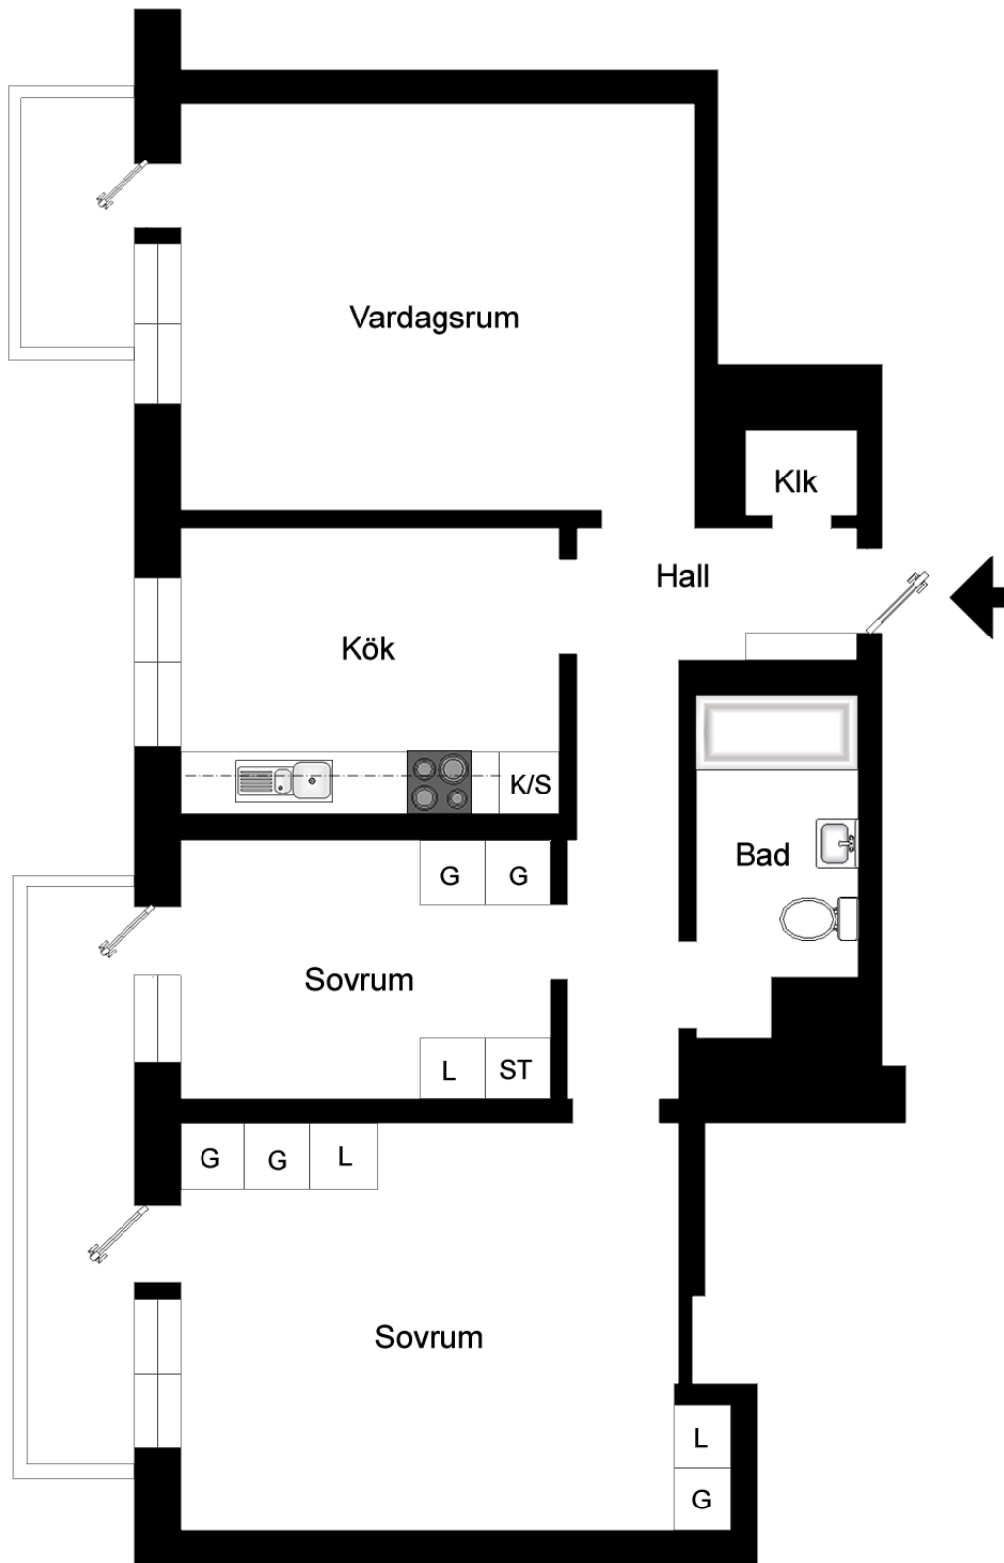 Vardagsrum
Klk
Hall
Kök
K/S
Bad
G G
Sovrum
L ST
G G L
Sovrum
L
G